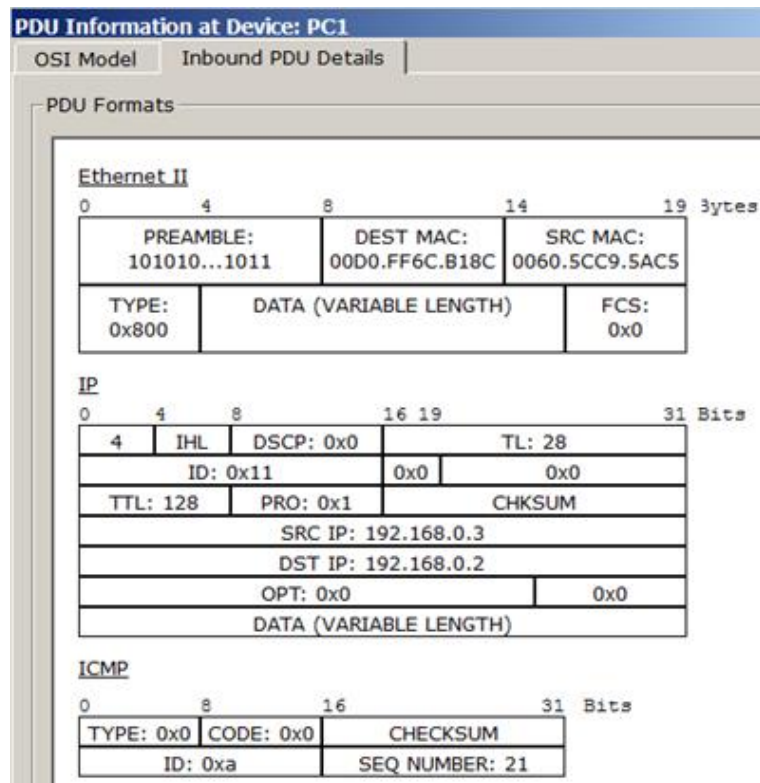 PDU Information at Device: PC1
OSI Model Inbound PDU Details
PDU Formats
Ethernet II
0 4 8 14 19 Bytes
PREAMBLE: DEST MAC: SRC MAC:
101010...1011 00D0.FF6C.B18C 0060.5CC9.5AC5
TYPE: DATA (VARIABLE LENGTH) FCS:
0x800 0x0
IP
0 4 8 16 19 31 Bits
4 IHL DSCP: 0x0 TL: 28
ID: 0x11 0x0 0x0
TTL: 128 PRO: 0x1 CHKSUM
SRC IP: 192.168.0.3
DST IP: 192.168.0.2
OPT: 0x0 0x0
DATA (VARIABLE LENGTH)
ICMP
0 8 16 31 Bits
TYPE: 0x0 CODE: 0x0 CHECKSUM
ID: 0xa SEQ NUMBER: 21